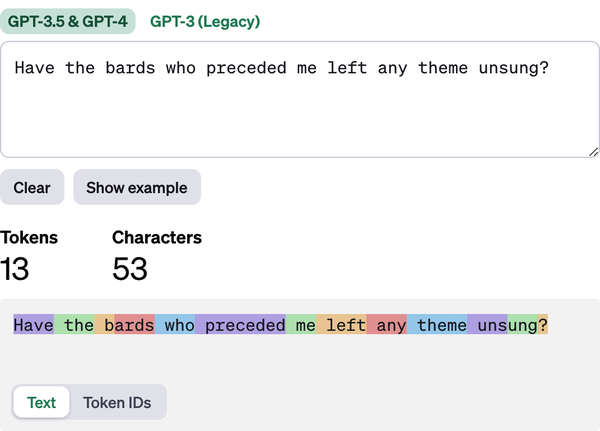 GPT-3.5 & GPT-4 GPT-3 (Legacy)
Have the bards who preceded me left any theme unsung?
Clear Show example
Tokens Characters
13 53
Have the bards who preceded me left any theme unsung?
Text Token IDs